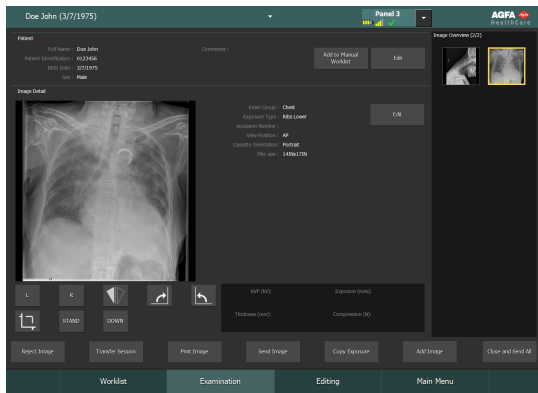 Doe John (3/7/1975)
Panel 3
AGFA
HealthCare
Patient
Full Name : Doe John
Patient Identification : 0123456
Birth Date : 3/7/1975
Sex : Male
Comments :
Add to Manual
Worklist
Edit
Image Overview (2/2)
Image Detail
Exam Group : Chest
Exposure Type : Ribs Lower
Accession Number :
View Position : AP
Cassette Orientation : Portrait
Film size : 14INx17IN
Edit
L
R
STAND
DOWN
KVP (kV):
Exposure (mAs):
Thickness (mm):
Compression (N):
Reject Image
Transfer Session
Print Image
Send Image
Copy Exposure
Add Image
Close and Send All
Worklist
Examination
Editing
Main Menu